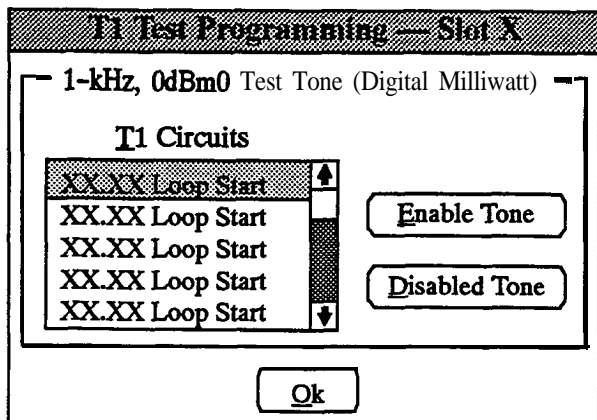 T1 Test Programming — Slot X
1-kHz, 0dBm0 Test Tone (Digital Milliwatt)
T1 Circuits
XX.XX Loop Start
XX.XX Loop Start
XX.XX Loop Start
XX.XX Loop Start
XX.XX Loop Start
Enable Tone
Disabled Tone
Ok